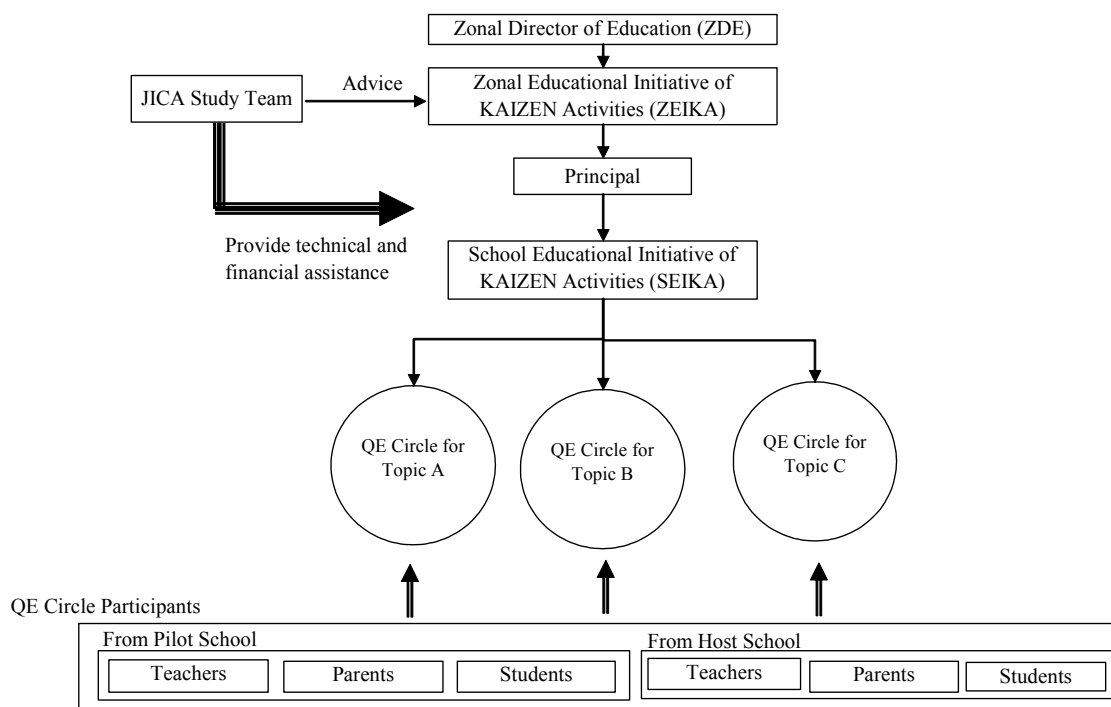 Zonal Director of Education (ZDE)
Zonal Educational Initiative of
KAIZEN Activities (ZEIKA)
JICA Study Team
Advice
Principal
Provide technical and
financial assistance
School Educational Initiative of
KAIZEN Activities (SEIKA)
QE Circle for
Topic A
QE Circle for
Topic B
QE Circle for
Topic C
QE Circle Participants
From Pilot School
Teachers
Parents
Students
From Host School
Teachers
Parents
Students